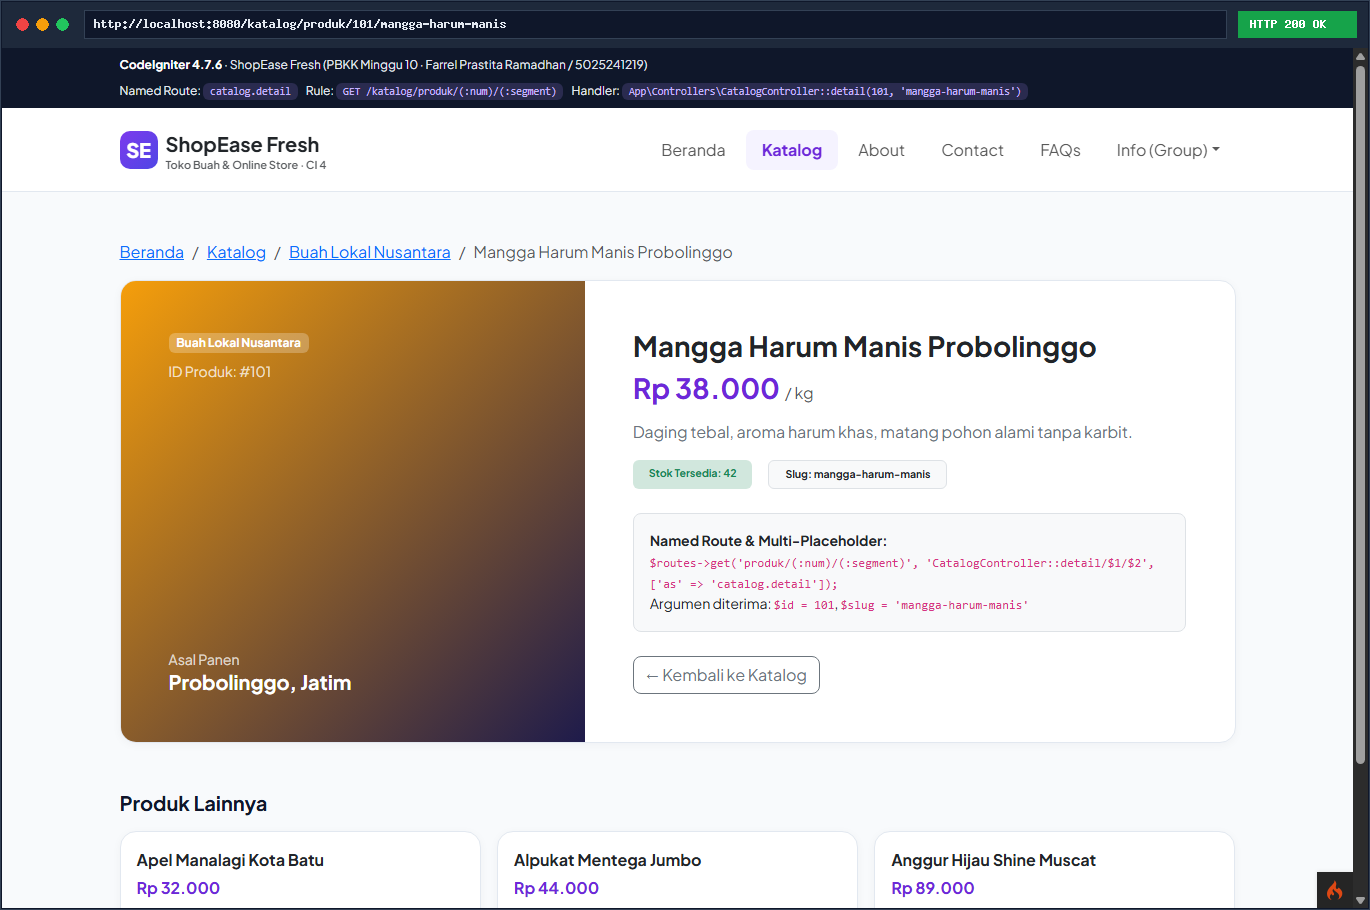 http://localhost:8080/katalog/produk/101/mangga-harum-manis
HTTP 200 OK
CodeIgniter 4.7.6 · ShopEase Fresh (PBKK Minggu 10 · Farrel Prastita Ramadhan / 5025241219)
Named Route: catalog.detail Rule: GET /katalog/produk/(:num)/(:segment) Handler: App\Controllers\CatalogController::detail(101, 'mangga-harum-manis')
SE
ShopEase Fresh
Toko Buah & Online Store · CI 4
Beranda
Katalog
About
Contact
FAQs
Info (Group)
Beranda / Katalog / Buah Lokal Nusantara / Mangga Harum Manis Probolinggo
Buah Lokal Nusantara
ID Produk: #101
Asal Panen
Probolinggo, Jatim
Mangga Harum Manis Probolinggo
Rp 38.000 / kg
Daging tebal, aroma harum khas, matang pohon alami tanpa karbit.
Stok Tersedia: 42
Slug: mangga-harum-manis
Named Route & Multi-Placeholder:
$routes->get('produk/(:num)/(:segment)', 'CatalogController::detail/$1/$2',
['as' => 'catalog.detail']);
Argumen diterima: $id = 101, $slug = 'mangga-harum-manis'
← Kembali ke Katalog
Produk Lainnya
Apel Manalagi Kota Batu
Rp 32.000
Alpukat Mentega Jumbo
Rp 44.000
Anggur Hijau Shine Muscat
Rp 89.000